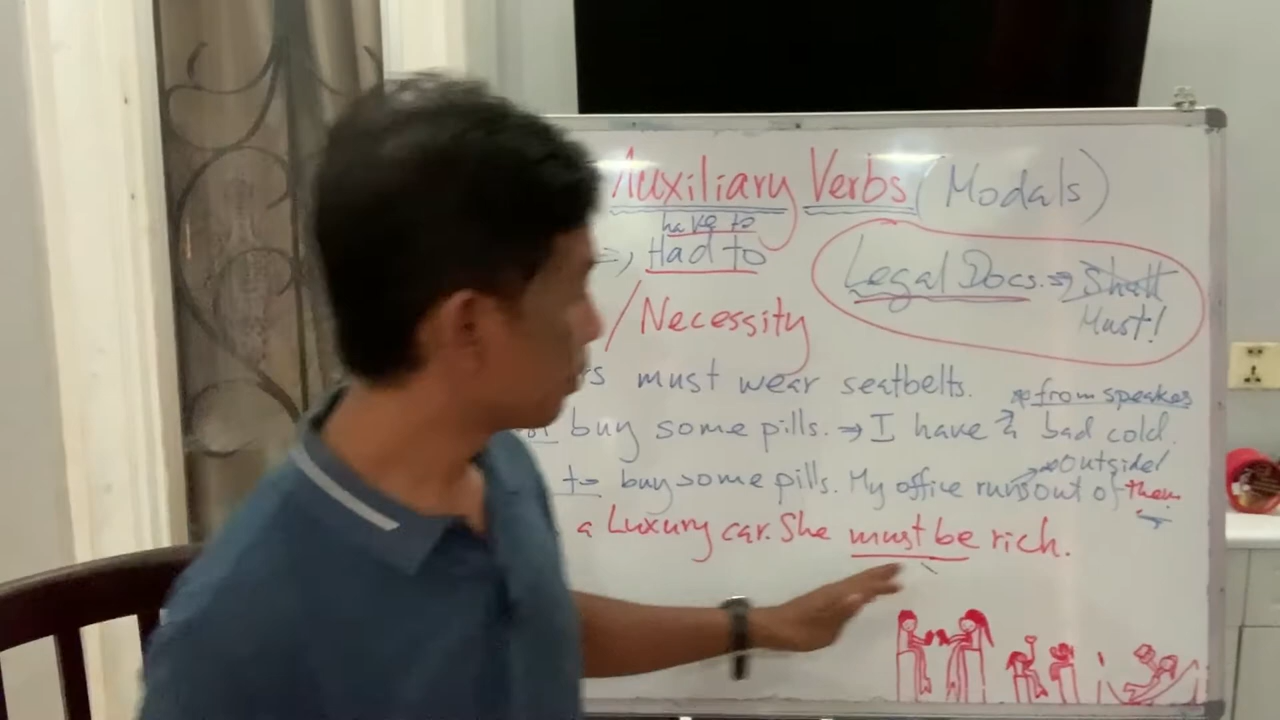 Auxiliary Verbs (Modals)
have to
=> Had to
Legal Docs. => Shall
Must!
/ Necessity
rs must wear seatbelts.
from speaker
buy some pills. → I have a bad cold.
outside/
to buy some pills. My office runs out of them
a Luxury car. She must be rich.